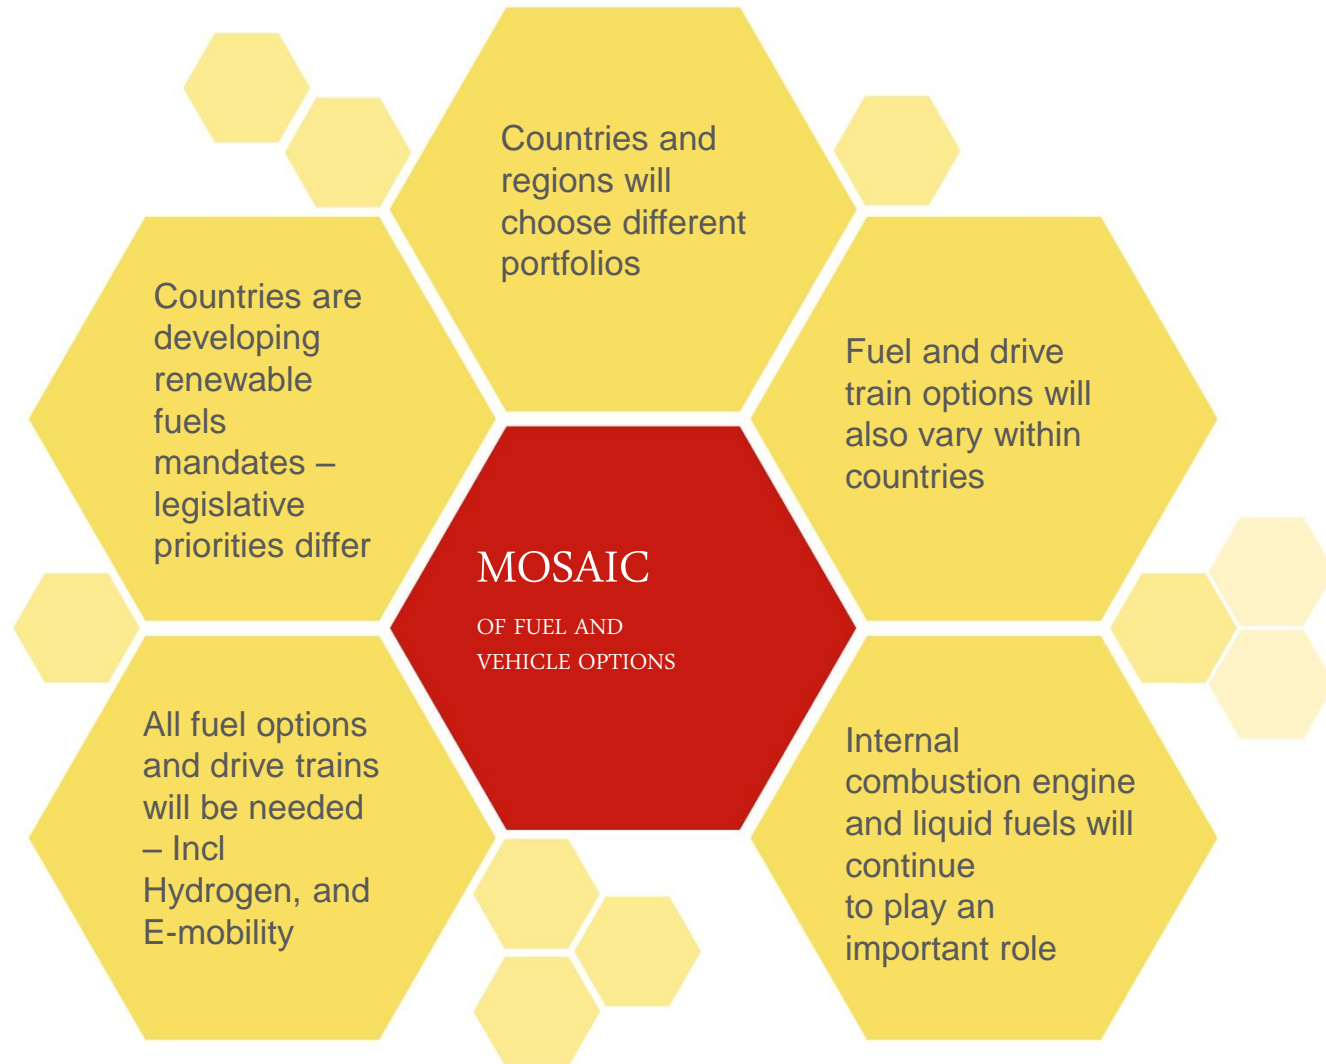 Countries and
regions will
choose different
portfolios
Countries are
developing
renewable
fuels
mandates –
legislative
priorities differ
Fuel and drive
train options will
also vary within
countries
MOSAIC
OF FUEL AND
VEHICLE OPTIONS
All fuel options
and drive trains
will be needed
– Incl
Hydrogen, and
E-mobility
Internal
combustion engine
and liquid fuels will
continue
to play an
important role